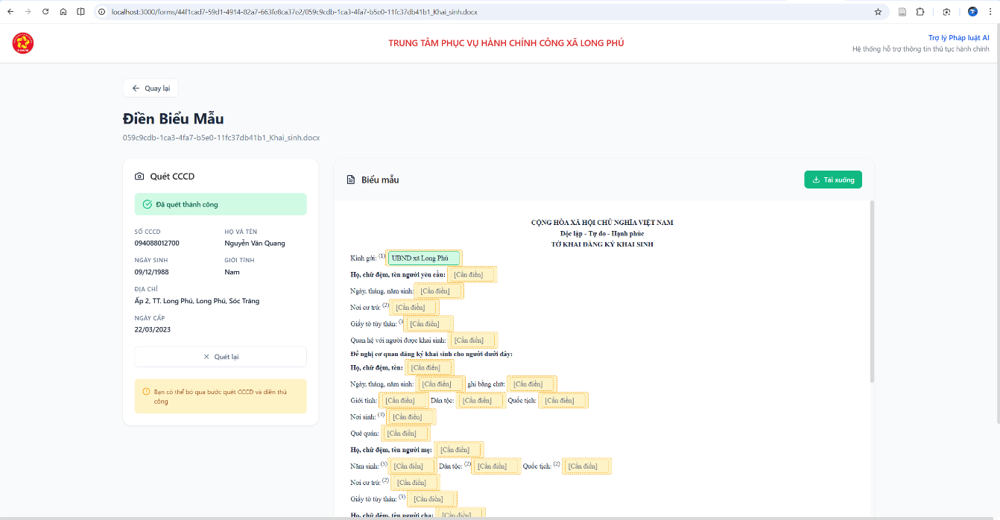 localhost:3000/forms/44f1cad7-59d1-4914-82a7-663fe8ca37e2/059c9cdb-1ca3-4fa7-b5e0-11fc37db41b1_Khai_sinh.docx
TRUNG TÂM PHỤC VỤ HÀNH CHÍNH CÔNG XÃ LONG PHÚ
Trợ lý Pháp luật AI
Hệ thống hỗ trợ thông tin thủ tục hành chính
Quay lại
Điền Biểu Mẫu
059c9cdb-1ca3-4fa7-b5e0-11fc37db41b1_Khai_sinh.docx
Quét CCCD
Đã quét thành công
SỐ CCCD
HỌ VÀ TÊN
094088012700
Nguyễn Văn Quang
NGÀY SINH
GIỚI TÍNH
09/12/1988
Nam
ĐỊA CHỈ
Ấp 2, TT. Long Phú, Long Phú, Sóc Trăng
NGÀY CẤP
22/03/2023
Quét lại
Bạn có thể bỏ qua bước quét CCCD và điền thủ
công
Biểu mẫu
Tải xuống
CỘNG HÒA XÃ HỘI CHỦ NGHĨA VIỆT NAM
Độc lập - Tự do - Hạnh phúc
TỜ KHAI ĐĂNG KÝ KHAI SINH
Kính gửi: (1) UBND xã Long Phú
Họ, chữ đệm, tên người yêu cầu: [Cần điền]
Ngày, tháng, năm sinh: [Cần điền]
Nơi cư trú: (2) [Cần điền]
Giấy tờ tùy thân: (3 [Cần điền]
Quan hệ với người được khai sinh: [Cần điền]
Đề nghị cơ quan đăng ký khai sinh cho người dưới đây:
Họ, chữ đệm, tên: [Cần điền]
Ngày, tháng, năm sinh: [Cần điền] ghi bằng chữ: [Cần điền]
Giới tính: [Cần điền] Dân tộc: [Cần điền] Quốc tịch: [Cần điền]
Nơi sinh: (4) [Cần điền]
Quê quán: [Cần điền]
Họ, chữ đệm, tên người mẹ: [Cần điền]
Năm sinh: (5) [Cần điền] Dân tộc: (2) [Cần điền] Quốc tịch: (2) [Cần điền]
Nơi cư trú: (2) [Cần điền]
Giấy tờ tùy thân: (3) [Cần điền]
Họ, chữ đệm, tên người cha: [Cần điền]